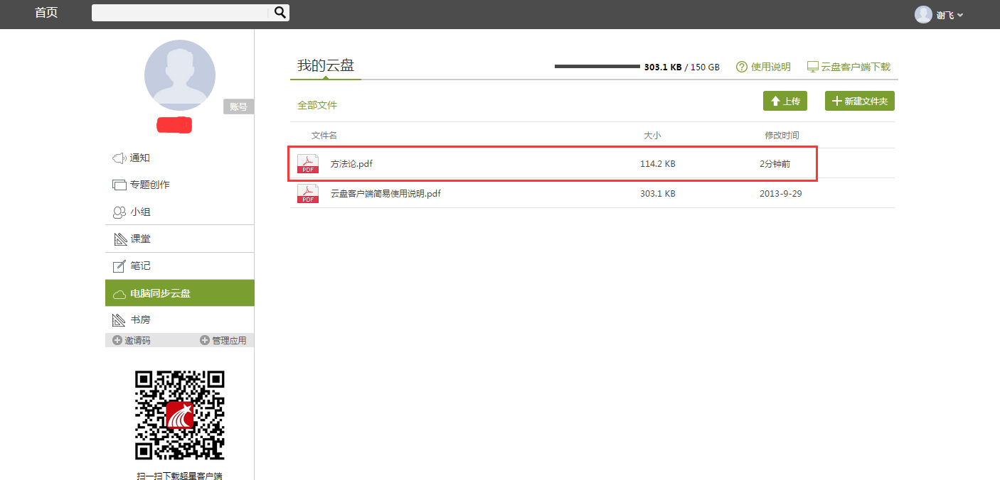 首页
谢飞
账号
通知
专题创作
小组
课堂
笔记
电脑同步云盘
书房
邀请码 管理应用
扫一扫下载超星客户端
我的云盘 303.1 KB / 150 GB ? 使用说明 云盘客户端下载
全部文件 上传 新建文件夹
文件名 大小 修改时间
PDF 方法论.pdf 114.2 KB 2分钟前
PDF 云盘客户端简易使用说明.pdf 303.1 KB 2013-9-29